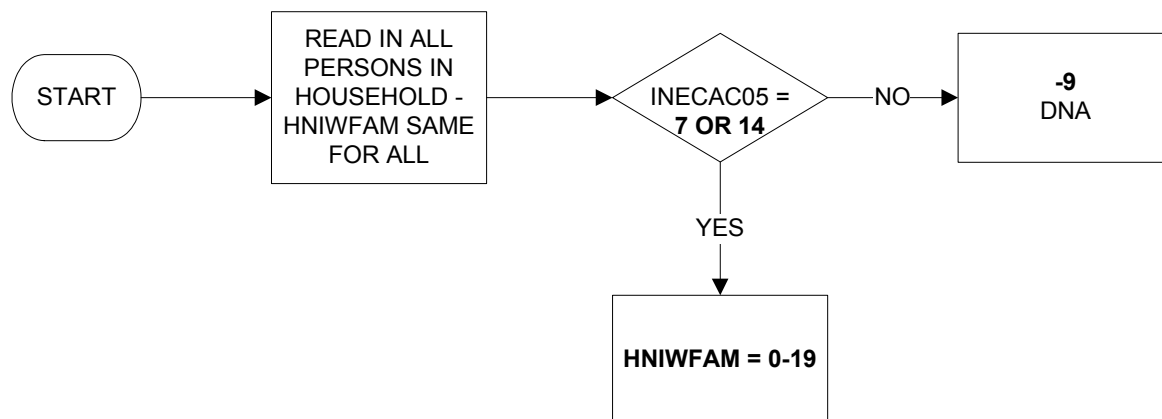 START
READ IN ALL
PERSONS IN
HOUSEHOLD -
HNIWFAM SAME
FOR ALL
INECAC05 =
7 OR 14
NO
-9
DNA
YES
HNIWFAM = 0-19